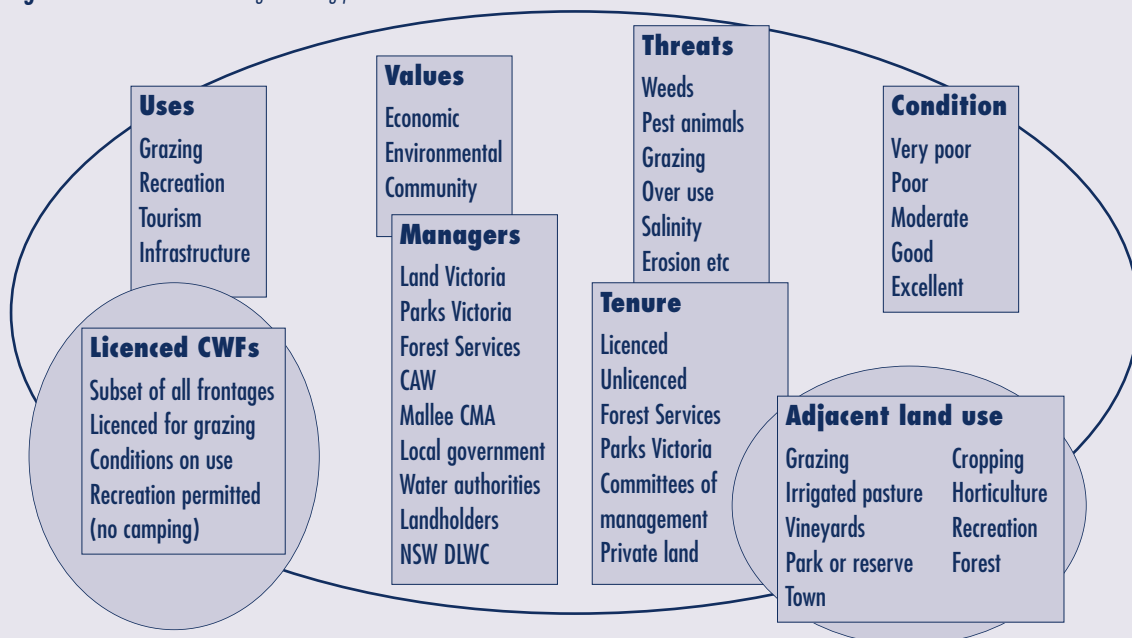 Uses
Grazing
Recreation
Tourism
Infrastructure
Values
Economic
Environmental
Community
Threats
Weeds
Pest animals
Grazing
Over use
Salinity
Erosion etc
Condition
Very poor
Poor
Moderate
Good
Excellent
Licenced CWFs
Subset of all frontages
Licenced for grazing
Conditions on use
Recreation permitted
(no camping)
Managers
Land Victoria
Parks Victoria
Forest Services
CAW
Mallee CMA
Local government
Water authorities
Landholders
NSW DLWC
Tenure
Licenced
Unlicenced
Forest Services
Parks Victoria
Committees of
management
Private land
Adjacent land use
Grazing
Irrigated pasture
Vineyards
Park or reserve
Town
Cropping
Horticulture
Recreation
Forest